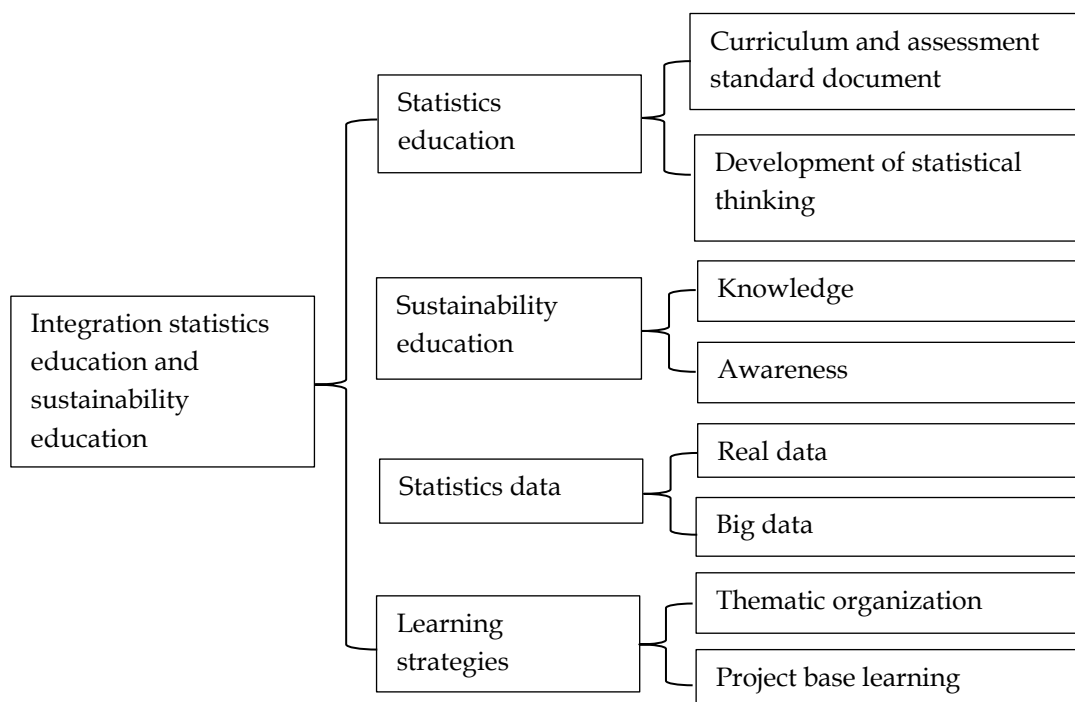 Integration statistics
education and
sustainability
education
Statistics
education
Curriculum and assessment
standard document
Development of statistical
thinking
Sustainability
education
Knowledge
Awareness
Statistics data
Real data
Big data
Learning
strategies
Thematic organization
Project base learning